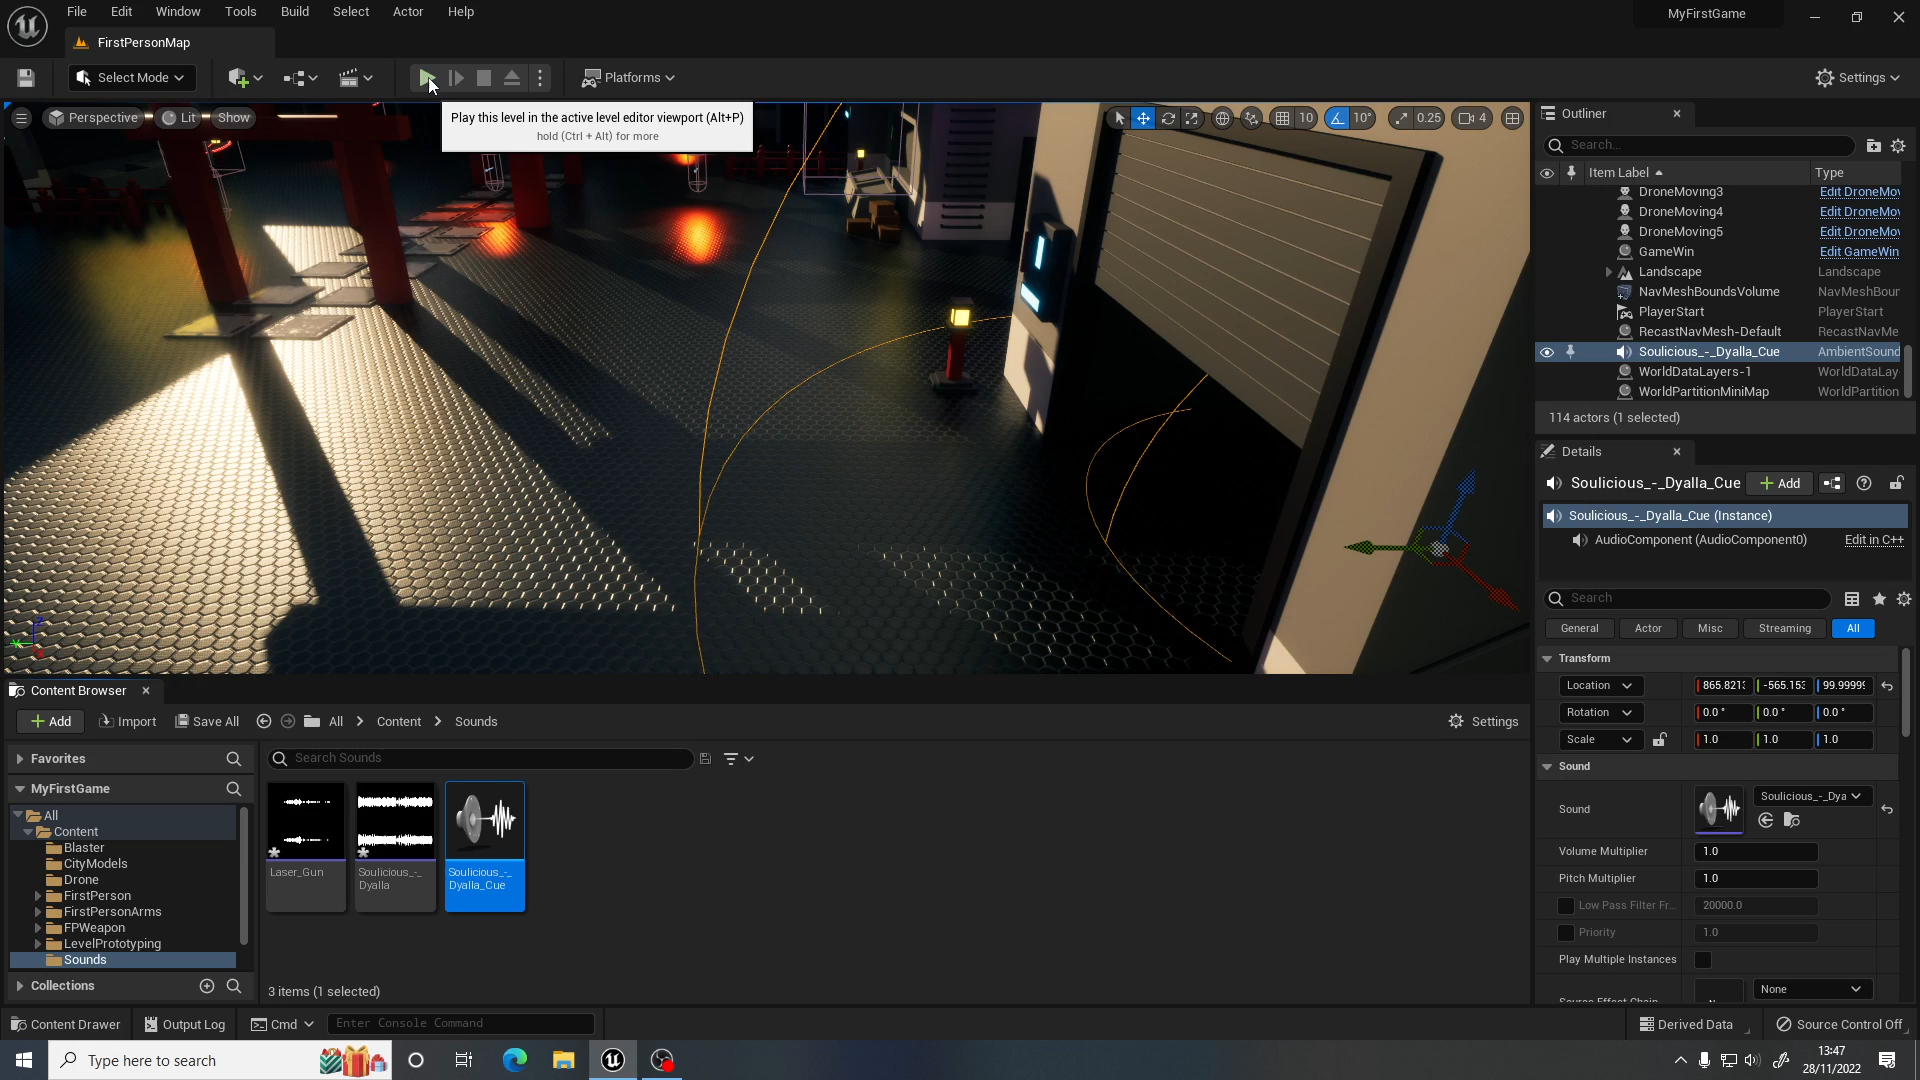 File Edit Window Tools Build Select Actor Help
MyFirstGame
FirstPersonMap
Select Mode
Platforms
Settings
Perspective Lit Show
Play this level in the active level editor viewport (Alt+P)
hold (Ctrl + Alt) for more
10 10° 0.25 4
Outliner
Search...
Item Label Type
DroneMoving3 Edit DroneMov
DroneMoving4 Edit DroneMov
DroneMoving5 Edit DroneMov
GameWin Edit GameWin
Landscape Landscape
NavMeshBoundsVolume NavMeshBour
PlayerStart PlayerStart
RecastNavMesh-Default RecastNavMe
Soulicious_-_Dyalla_Cue AmbientSound
WorldDataLayers-1 WorldDataLay
WorldPartitionMiniMap WorldPartition
114 actors (1 selected)
Details
Soulicious_-_Dyalla_Cue Add
Soulicious_-_Dyalla_Cue (Instance)
AudioComponent (AudioComponent0) Edit in C++
Search
General Actor Misc Streaming All
Transform
Location 865.821 -565.153 99.9999
Rotation 0.0 ° 0.0 ° 0.0 °
Scale 1.0 1.0 1.0
Sound
Sound Soulicious_-_Dya
Volume Multiplier 1.0
Pitch Multiplier 1.0
Low Pass Filter Fr... 20000.0
Priority 1.0
Play Multiple Instances
None
Content Browser
Add Import Save All All Content Sounds Settings
Favorites
MyFirstGame
All
Content
Blaster
CityModels
Drone
FirstPerson
FirstPersonArms
FPWeapon
LevelPrototyping
Sounds
Collections
Search Sounds
Laser_Gun
Soulicious_-_
Dyalla
Soulicious_-_
Dyalla_Cue
3 items (1 selected)
Content Drawer Output Log Cmd Enter Console Command Derived Data Source Control Off
Type here to search
13:47
28/11/2022